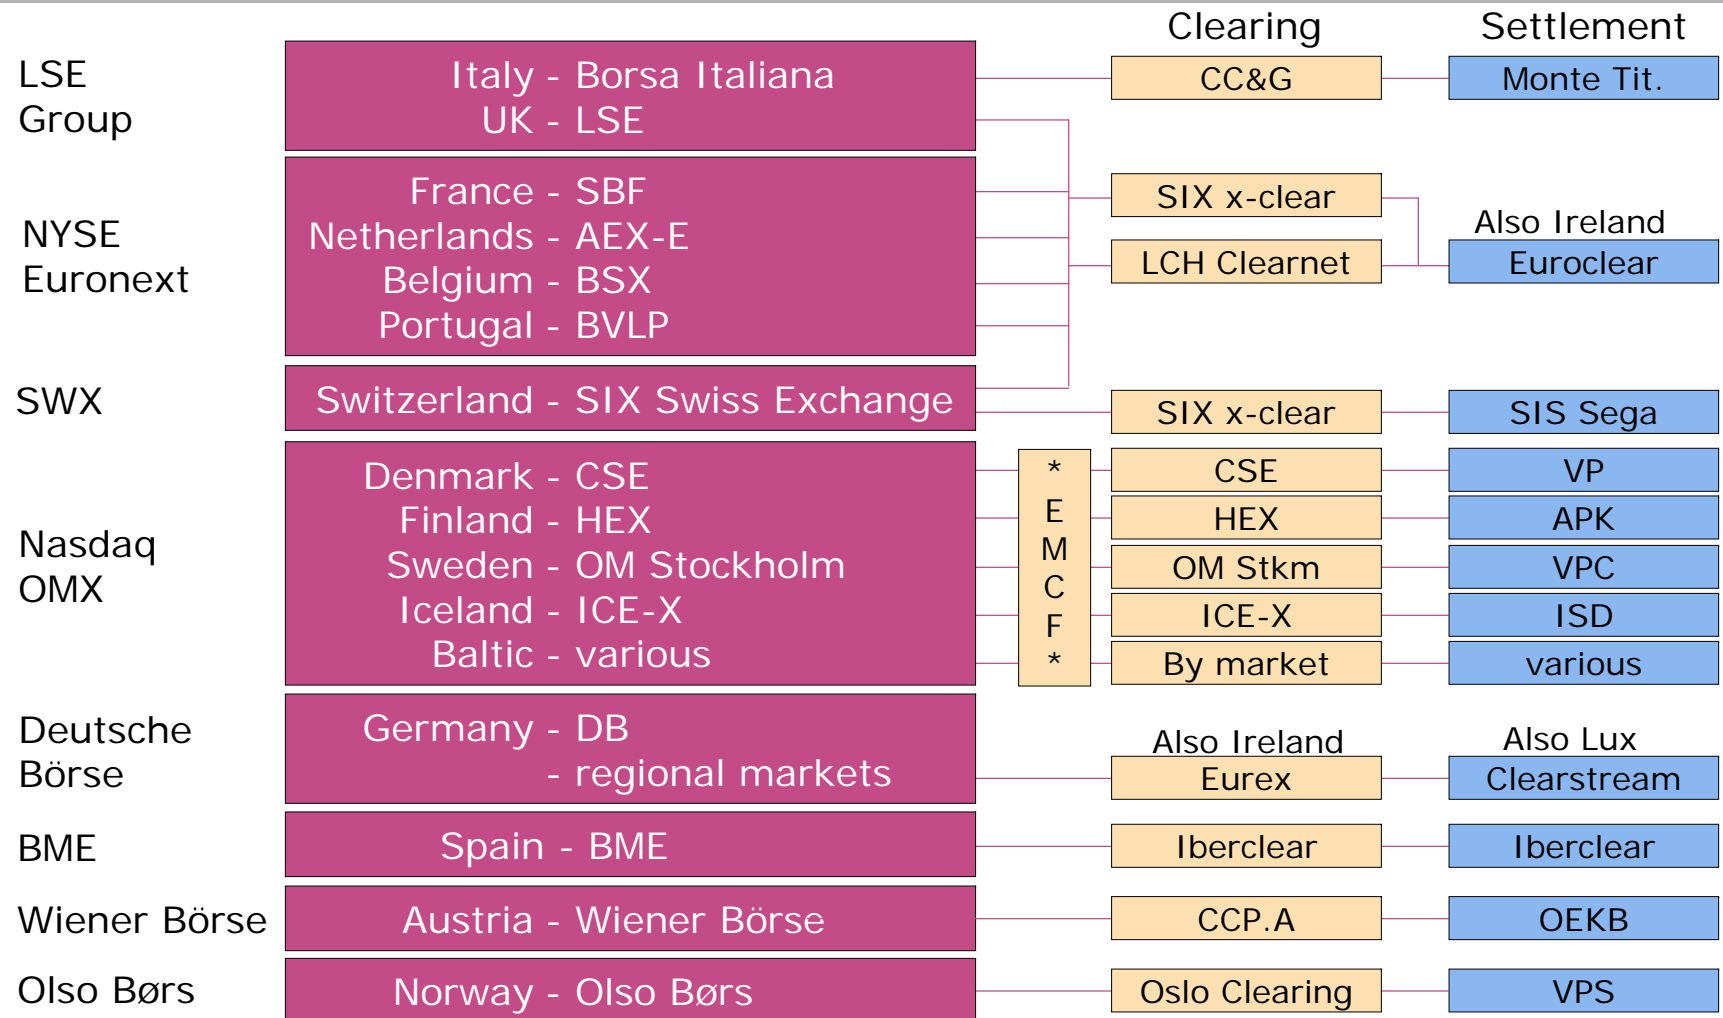 Clearing Settlement
LSE
Group
Italy - Borsa Italiana
UK - LSE
CC&G
Monte Tit.
NYSE
Euronext
France - SBF
Netherlands - AEX-E
Belgium - BSX
Portugal - BVLP
SIX x-clear
LCH Clearnet
Also Ireland
Euroclear
SWX
Switzerland - SIX Swiss Exchange
SIX x-clear
SIS Sega
Nasdaq
OMX
Denmark - CSE
Finland - HEX
Sweden - OM Stockholm
Iceland - ICE-X
Baltic - various
*
E
M
C
F
*
CSE
VP
HEX
APK
OM Stkm
VPC
ICE-X
ISD
By market
various
Deutsche
Börse
Germany - DB
- regional markets
Also Ireland
Eurex
Also Lux
Clearstream
BME
Spain - BME
Iberclear
Iberclear
Wiener Börse
Austria - Wiener Börse
CCP.A
OEKB
Olso Børs
Norway - Olso Børs
Oslo Clearing
VPS